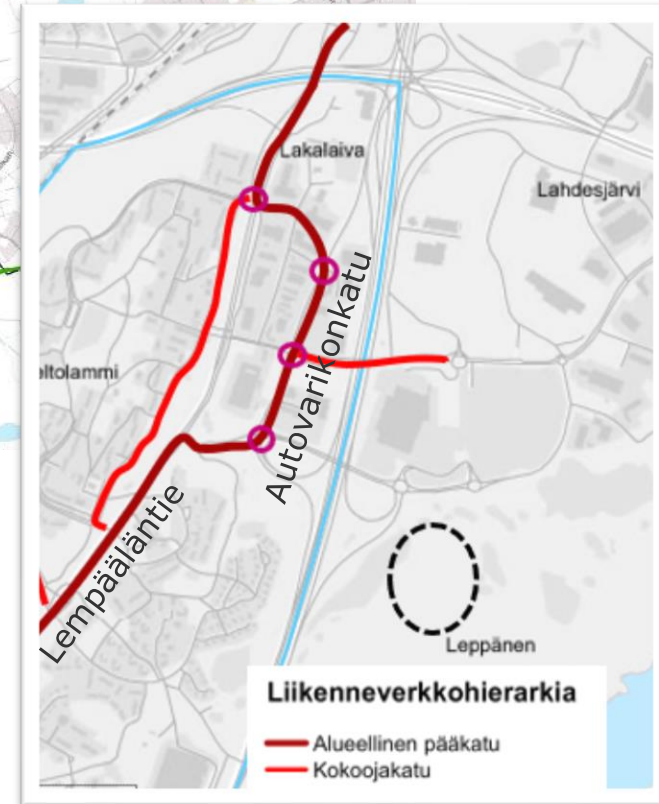 Lakalaiva
Lahdesjärvi
eltolammi
Autovarikonkatu
Lempääläntie
Leppänen
Liikenneverkkohierarkia
Alueellinen pääkatu
Kokoojakatu